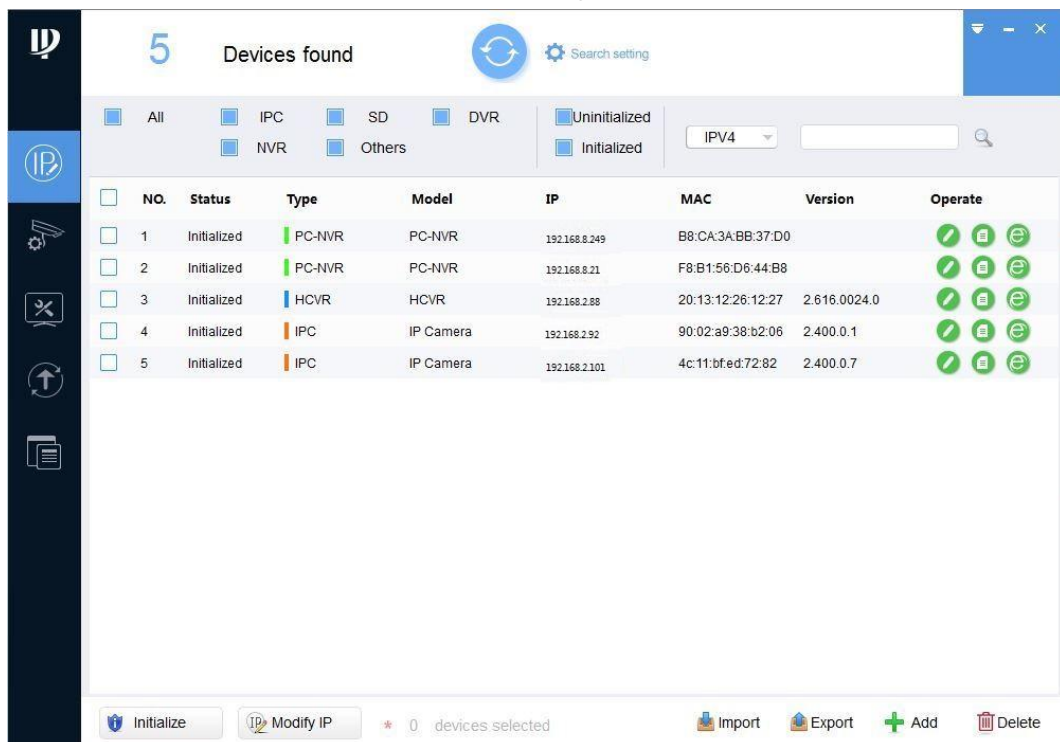 5 Devices found Search setting
All IPC SD DVR Uninitialized
NVR Others Initialized
IPV4
NO. Status Type Model IP MAC Version Operate
1 Initialized PC-NVR PC-NVR 192.168.8.249 B8:CA:3A:BB:37:D0
2 Initialized PC-NVR PC-NVR 192.168.8.21 F8:B1:56:D6:44:B8
3 Initialized HCVR HCVR 192.168.2.88 20:13:12:26:12:27 2.616.0024.0
4 Initialized IPC IP Camera 192.168.2.92 90:02:a9:38:b2:06 2.400.0.1
5 Initialized IPC IP Camera 192.168.2.101 4c:11:bf:ed:72:82 2.400.0.7
Initialize IP Modify IP * 0 devices selected Import Export Add Delete
IP